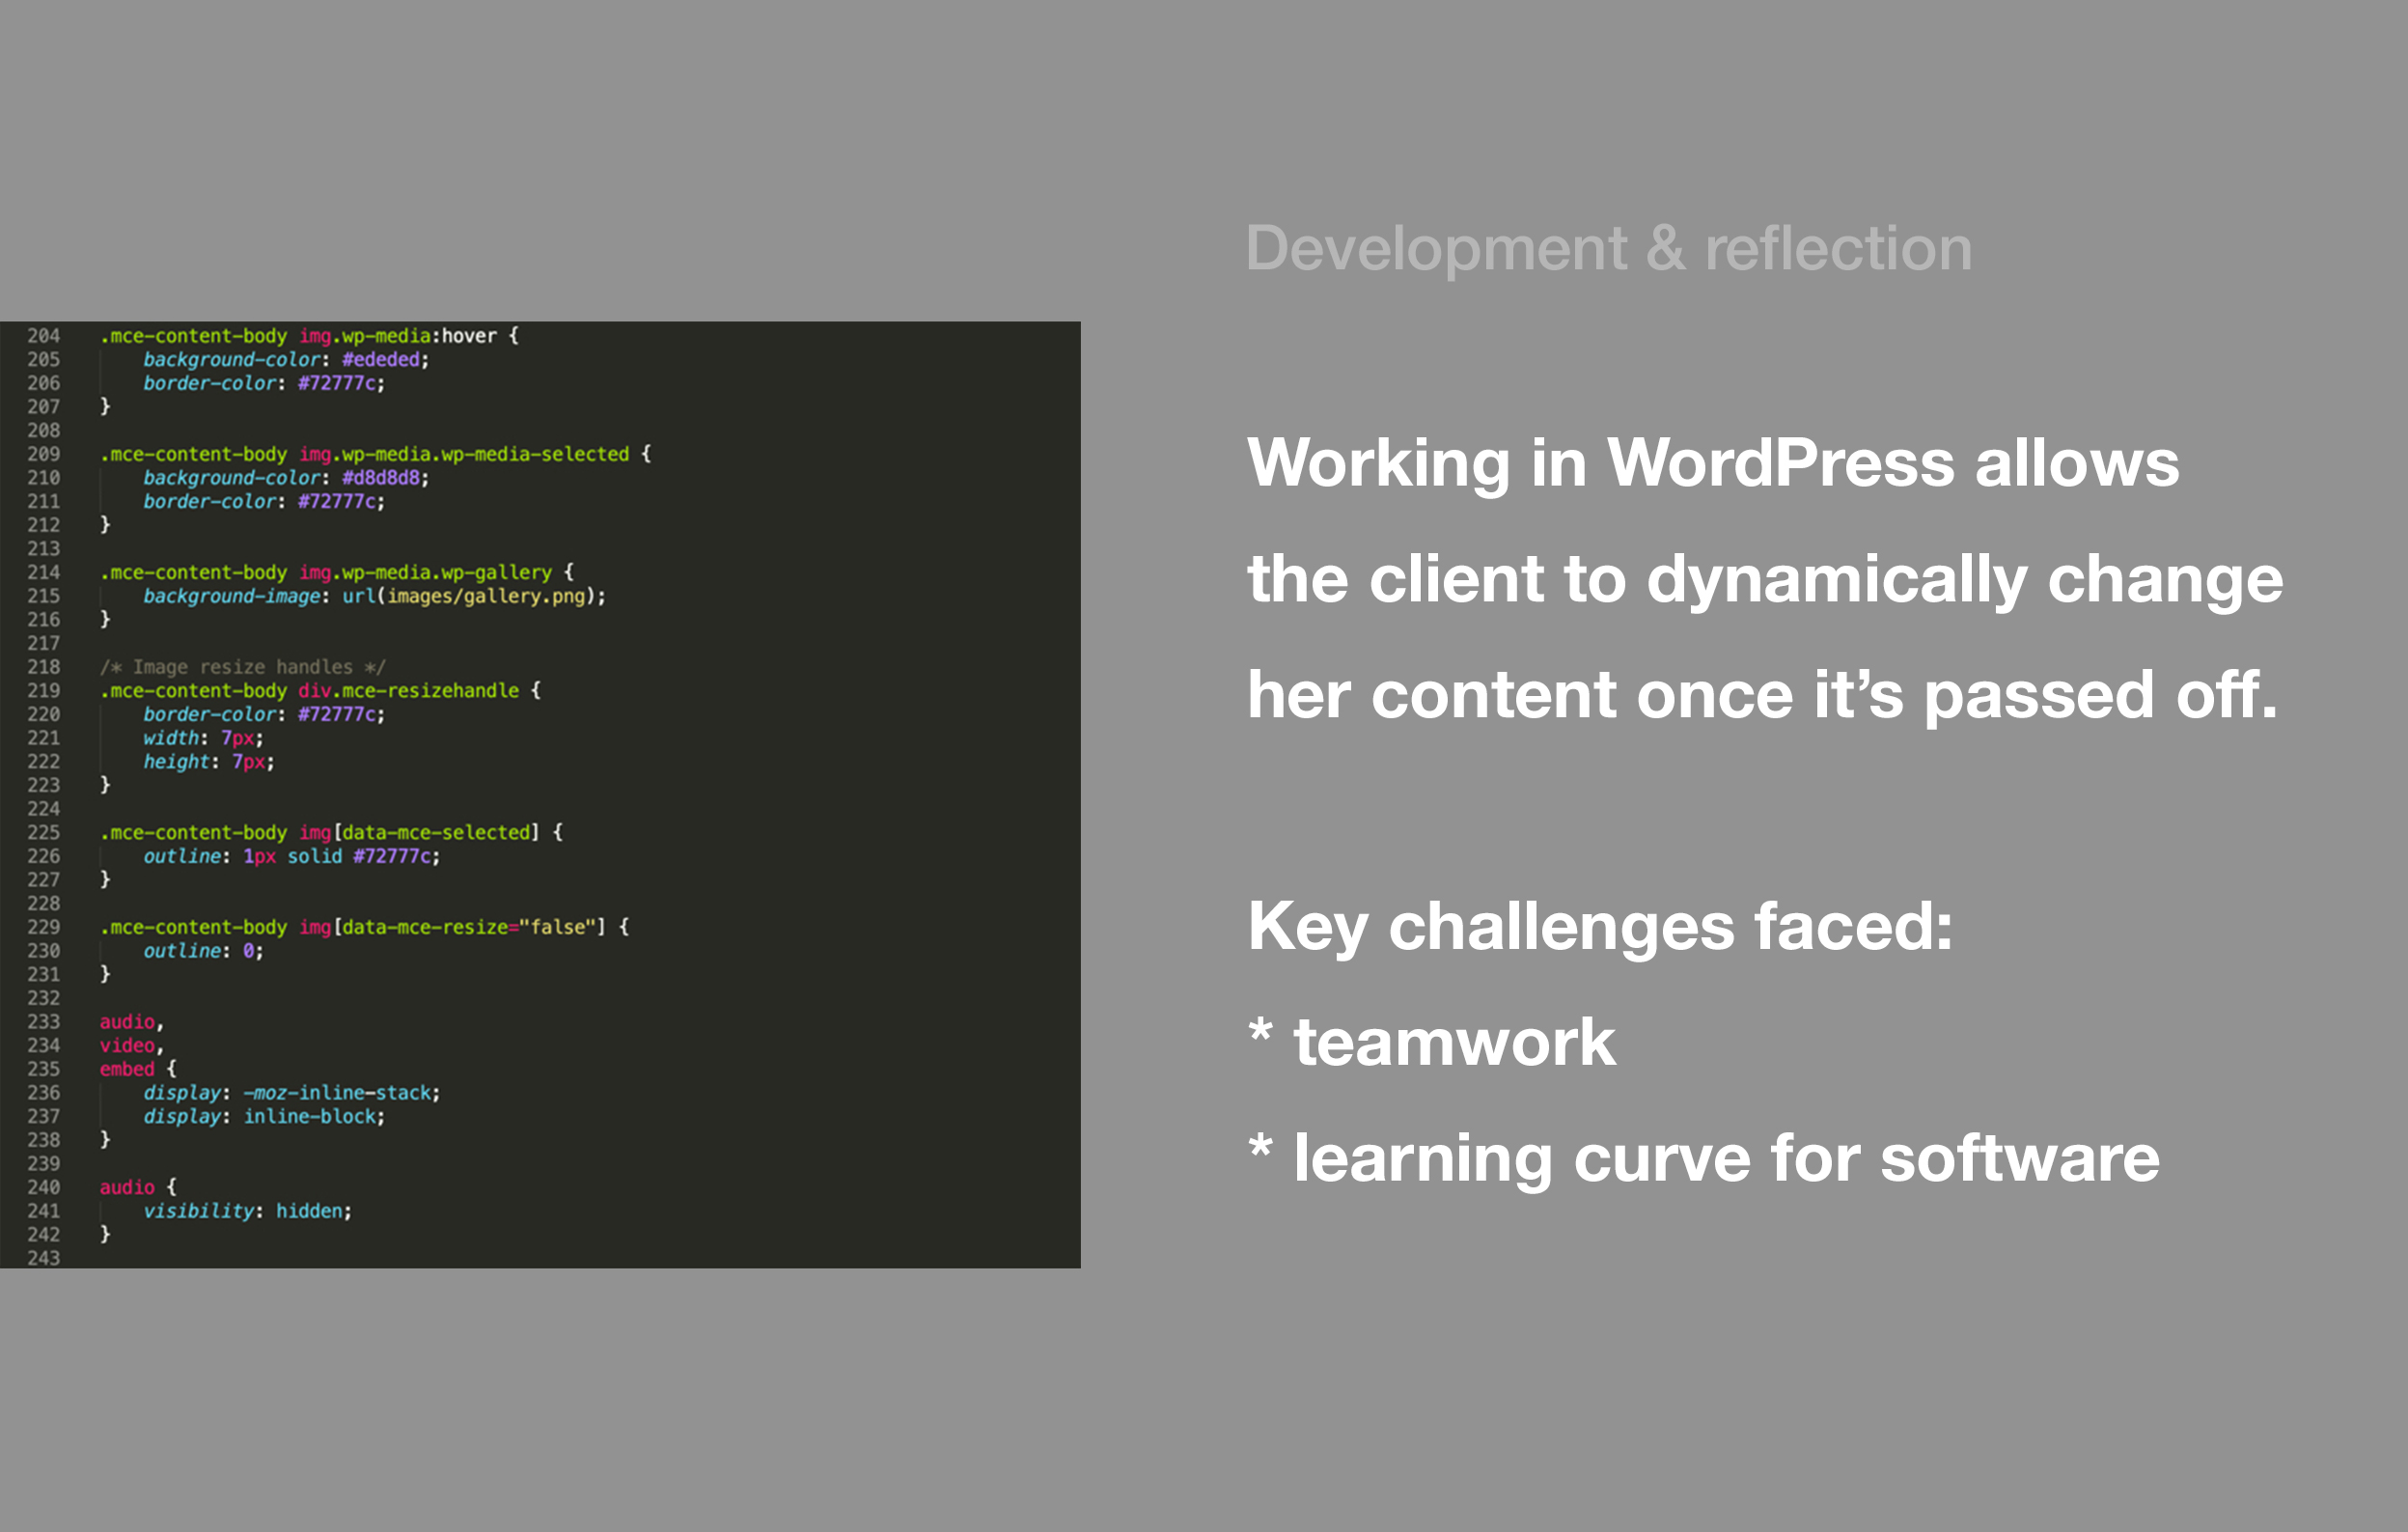 Development & reflection
204 .mce-content-body img.wp-media:hover {
205 background-color: #ededed;
206 border-color: #72777c;
207 }
208
209 .mce-content-body img.wp-media.wp-media-selected {
210 background-color: #d8d8d8;
211 border-color: #72777c;
212 }
213
214 .mce-content-body img.wp-media.wp-gallery {
215 background-image: url(images/gallery.png);
216 }
217
218 /* Image resize handles */
219 .mce-content-body div.mce-resizehandle {
220 border-color: #72777c;
221 width: 7px;
222 height: 7px;
223 }
224
225 .mce-content-body img[data-mce-selected] {
226 outline: 1px solid #72777c;
227 }
228
229 .mce-content-body img[data-mce-resize="false"] {
230 outline: 0;
231 }
232
233 audio,
234 video,
235 embed {
236 display: -moz-inline-stack;
237 display: inline-block;
238 }
239
240 audio {
241 visibility: hidden;
242 }
243
Working in WordPress allows
the client to dynamically change
her content once it’s passed off.
Key challenges faced:
* teamwork
* learning curve for software